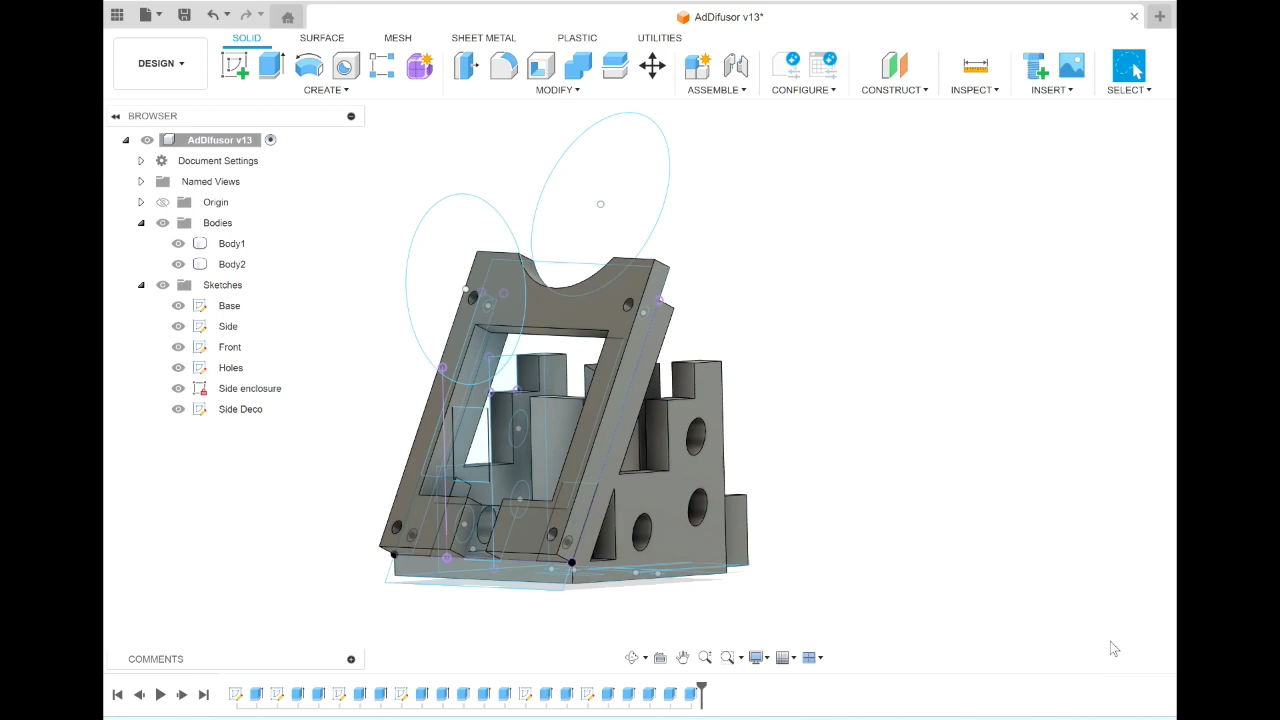 AdDifusor v13*
SOLID SURFACE MESH SHEET METAL PLASTIC UTILITIES
DESIGN
CREATE MODIFY ASSEMBLE CONFIGURE CONSTRUCT INSPECT INSERT SELECT
BROWSER
AdDifusor v13
Document Settings
Named Views
Origin
Bodies
Body1
Body2
Sketches
Base
Side
Front
Holes
Side enclosure
Side Deco
COMMENTS